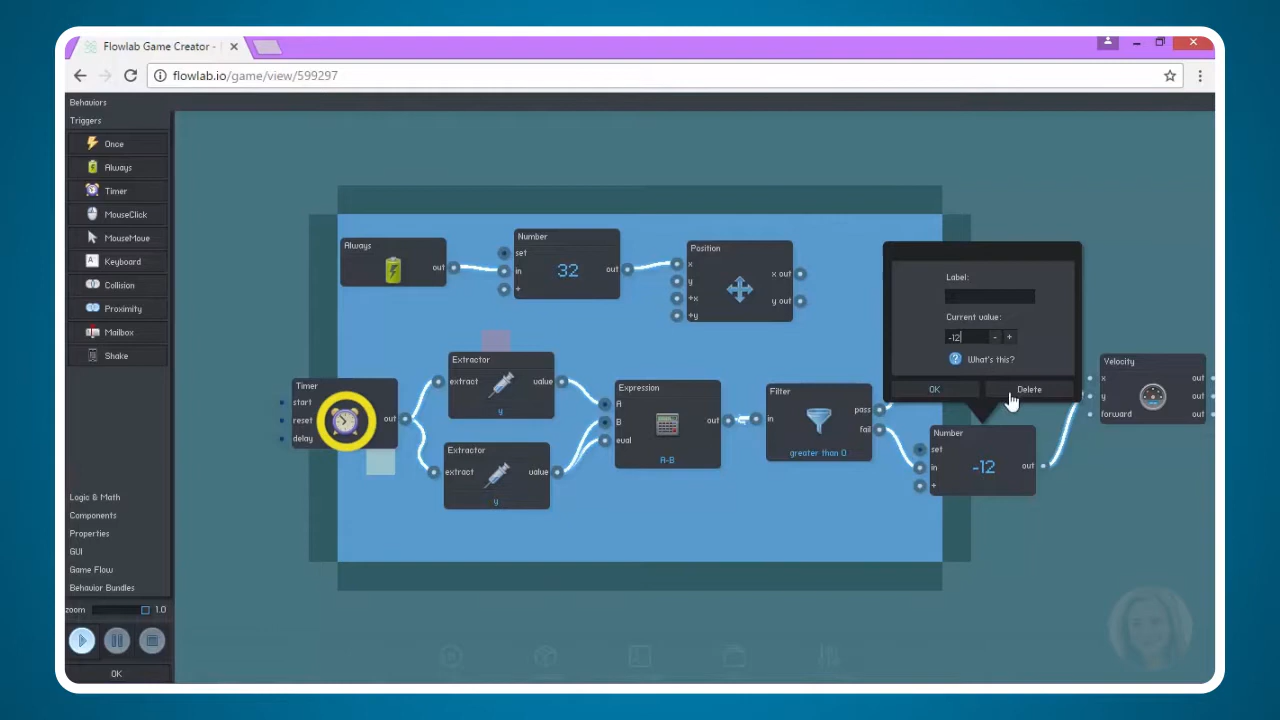 Flowlab Game Creator -
flowlab.io/game/view/599297
Behaviors
Triggers
Once
Always
Timer
MouseClick
MouseMove
Keyboard
Collision
Proximity
Mailbox
Shake
Logic & Math
Components
Properties
GUI
Game Flow
Behavior Bundles
zoom 1.0
OK
Always
out
Number
set
in
+
32
out
Position
x
y
+x
+y
x out
y out
Timer
start
reset
delay
out
Extractor
extract
value
y
Extractor
extract
value
y
Expression
A
B
eval
out
A-B
Filter
in
pass
fail
greater than 0
Label:
Current value:
-12
- +
What's this?
OK
Delete
Number
set
in
+
-12
out
Velocity
x
y
forward
out
out
out